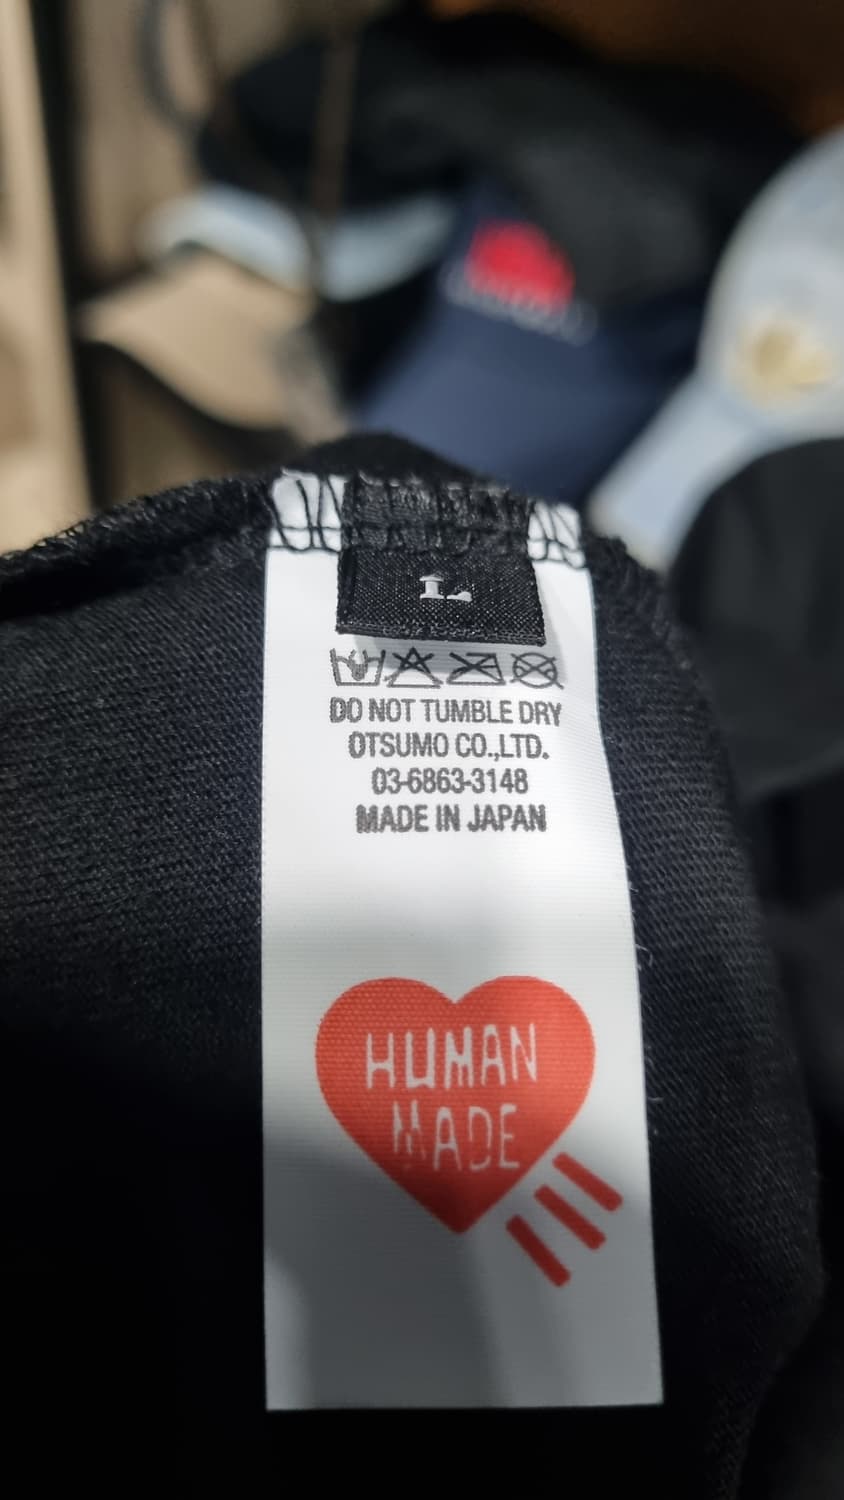 L
DO NOT TUMBLE DRY
OTSUMO CO.,LTD.
03-6863-3148
MADE IN JAPAN
HUMAN
MADE